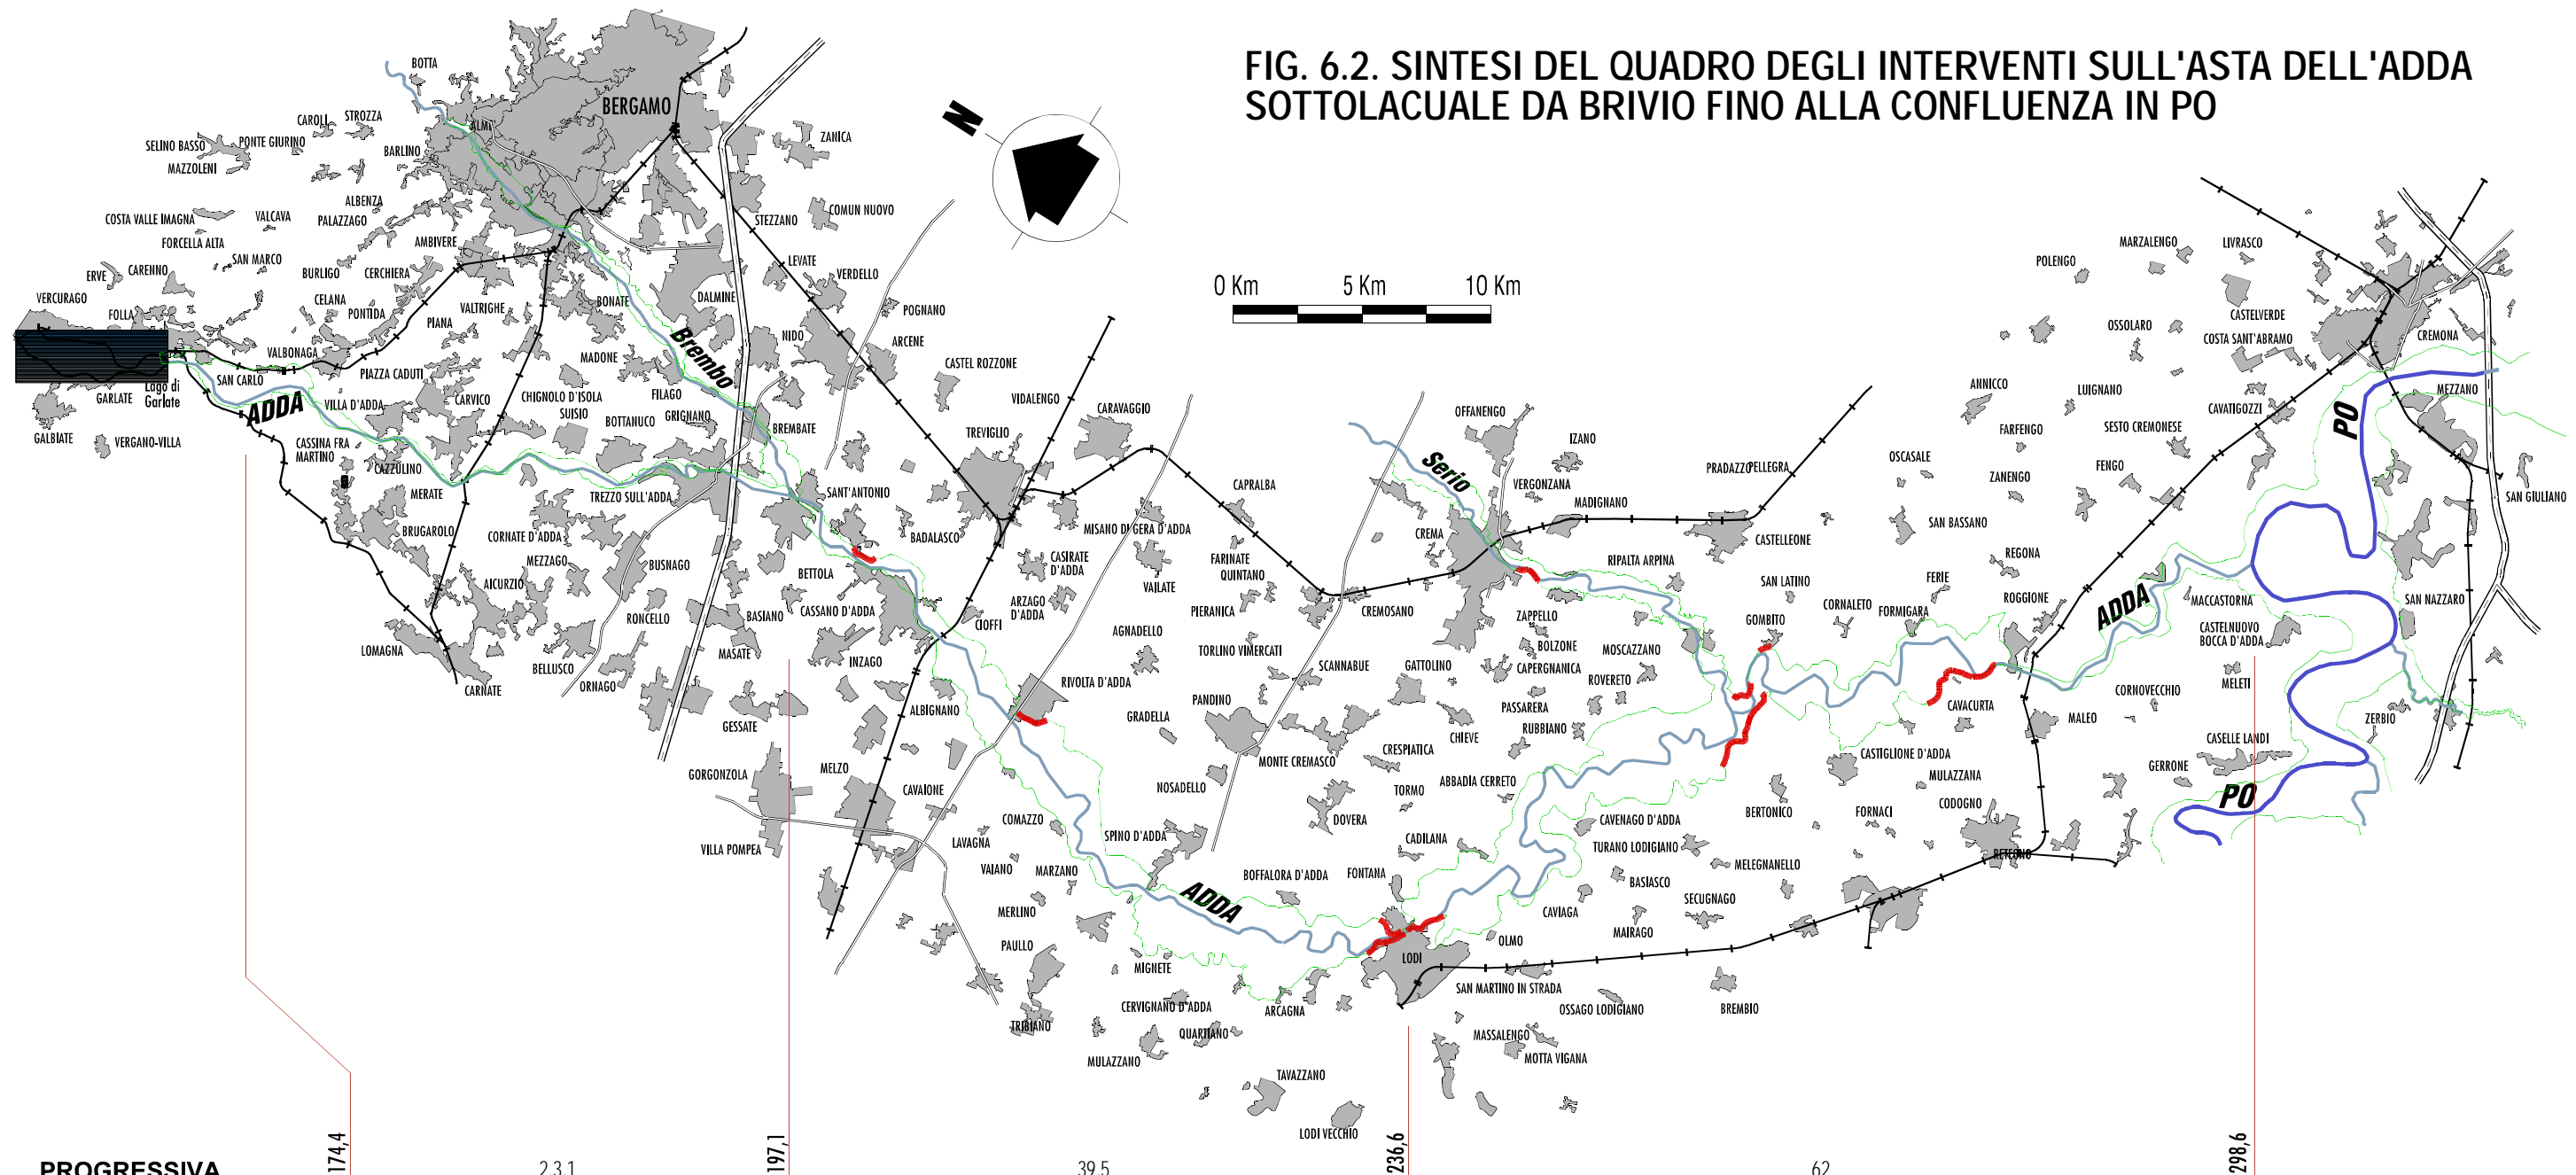 FIG. 6.2. SINTESI DEL QUADRO DEGLI INTERVENTI SULL'ASTA DELL'ADDA
SOTTOLACUALE DA BRIVIO FINO ALLA CONFLUENZA IN PO
N
0 Km 5 Km 10 Km
BOTTA
BERGAMO
ALMÈ
CAROLI
STROZZA
SELINO BASSO
PONTE GIURINO
MAZZOLENI
BARLINO
ZANICA
ALBENZA
COSTA VALLE IMAGNA
VALCAVA
PALAZZAGO
STEZZANO
COMUN NUOVO
FORCELLA ALTA
AMBIVERE
SAN MARCO
ERVE
CARENNO
BURLIGO
CERCHIERA
LEVATE
VERDELLO
VERCURAGO
CELANA
PONTIDA
VALTRIGHE
BONATE
DALMINE
POGNANO
FOLLA
PIANA
NIDO
ARCENE
VALBONAGA
MADONE
Brembo
CASTEL ROZZONE
SAN CARLO
PIAZZA CADUTI
Lago di
Garlate
GARLATE
ADDA
VILLA D'ADDA
CARVICO
CHIGNOLO D'ISOLA
FILAGO
SUISIO
BOTTANUCO
GRIGNANO
BREMBATE
VIDALENGO
CARAVAGGIO
TREVIGLIO
GALBIATE
VERGANO-VILLA
CASSINA FRA
MARTINO
CAZZULINO
MERATE
TREZZO SULL'ADDA
SANT'ANTONIO
BADALASCO
MISANO DI GERA D'ADDA
CAPRALBA
BRUGAROLO
CORNATE D'ADDA
MEZZAGO
BUSNAGO
BETTOLA
CASIRATE
D'ADDA
VAILATE
FARINATE
QUINTANO
AICURZIO
RONCELLO
BASIANO
CASSANO D'ADDA
CIOFFI
ARZAGO
D'ADDA
PIERANICA
CREMOSANO
LOMAGNA
BELLUSCO
MASATE
INZAGO
AGNADELLO
TORLINO VIMERCATI
SCANNABUE
CARNATE
ORNAGO
ALBIGNANO
RIVOLTA D'ADDA
GRADELLA
PANDINO
GESSATE
MONTE CREMASCO
GORGONZOLA
MELZO
CAVAIONE
NOSADELLO
COMAZZO
SPINO D'ADDA
DOVERA
VILLA POMPEA
LAVAGNA
VAIANO
MARZANO
ADDA
BOFFALORA D'ADDA
FONTANA
MERLINO
PAULLO
MIGNETE
LODI
CERVIGNANO D'ADDA
TRIBIANO
ARCAGNA
QUARTIANO
MULAZZANO
TAVAZZANO
LODI VECCHIO
OFFANENGO
Serio
IZANO
VERGONZANA
PRADAZZO
PELLEGRA
MADIGNANO
CREMA
CASTELLEONE
RIPALTA ARPINA
SAN LATINO
ZAPPELLO
GOMBITO
CORNALETO
FORMIGARA
FERIE
GATTOLINO
BOLZONE
CAPERGNANICA
MOSCAZZANO
ROVERETO
PASSARERA
RUBBIANO
CHIEVE
CRESPIATICA
TORMO
ABBADIA CERRETO
CADILANA
CAVENAGO D'ADDA
TURANO LODIGIANO
BERTONICO
MELEGNANELLO
BASIASCO
CAVIAGA
SECUGNAGO
MAIRAGO
OLMO
SAN MARTINO IN STRADA
OSSAGO LODIGIANO
BREMBIO
MASSALENGO
MOTTA VIGANA
MARZALENGO
LIVRASCO
POLENGO
CASTELVERDE
OSSOLARO
COSTA SANT'ABRAMO
CREMONA
ANNICCO
LUIGNANO
CAVATIGOZZI
PO
MEZZANO
FARFENGO
SESTO CREMONESE
OSCASALE
ZANENGO
FENGO
SAN GIULIANO
SAN BASSANO
REGONA
ROGGIONE
ADDA
MACCASTORNA
SAN NAZZARO
CASTELNUOVO
BOCCA D'ADDA
MELETI
CORNOVECCHIO
MALEO
CAVACURTA
CASTIGLIONE D'ADDA
MULAZZANA
ZERBIO
CASELLE LANDI
GERRONE
PO
CODOGNO
FORNACI
RETEGNO
PROGRESSIVA
174,4
2.3.1
197,1
39.5
236,6
62
298,6